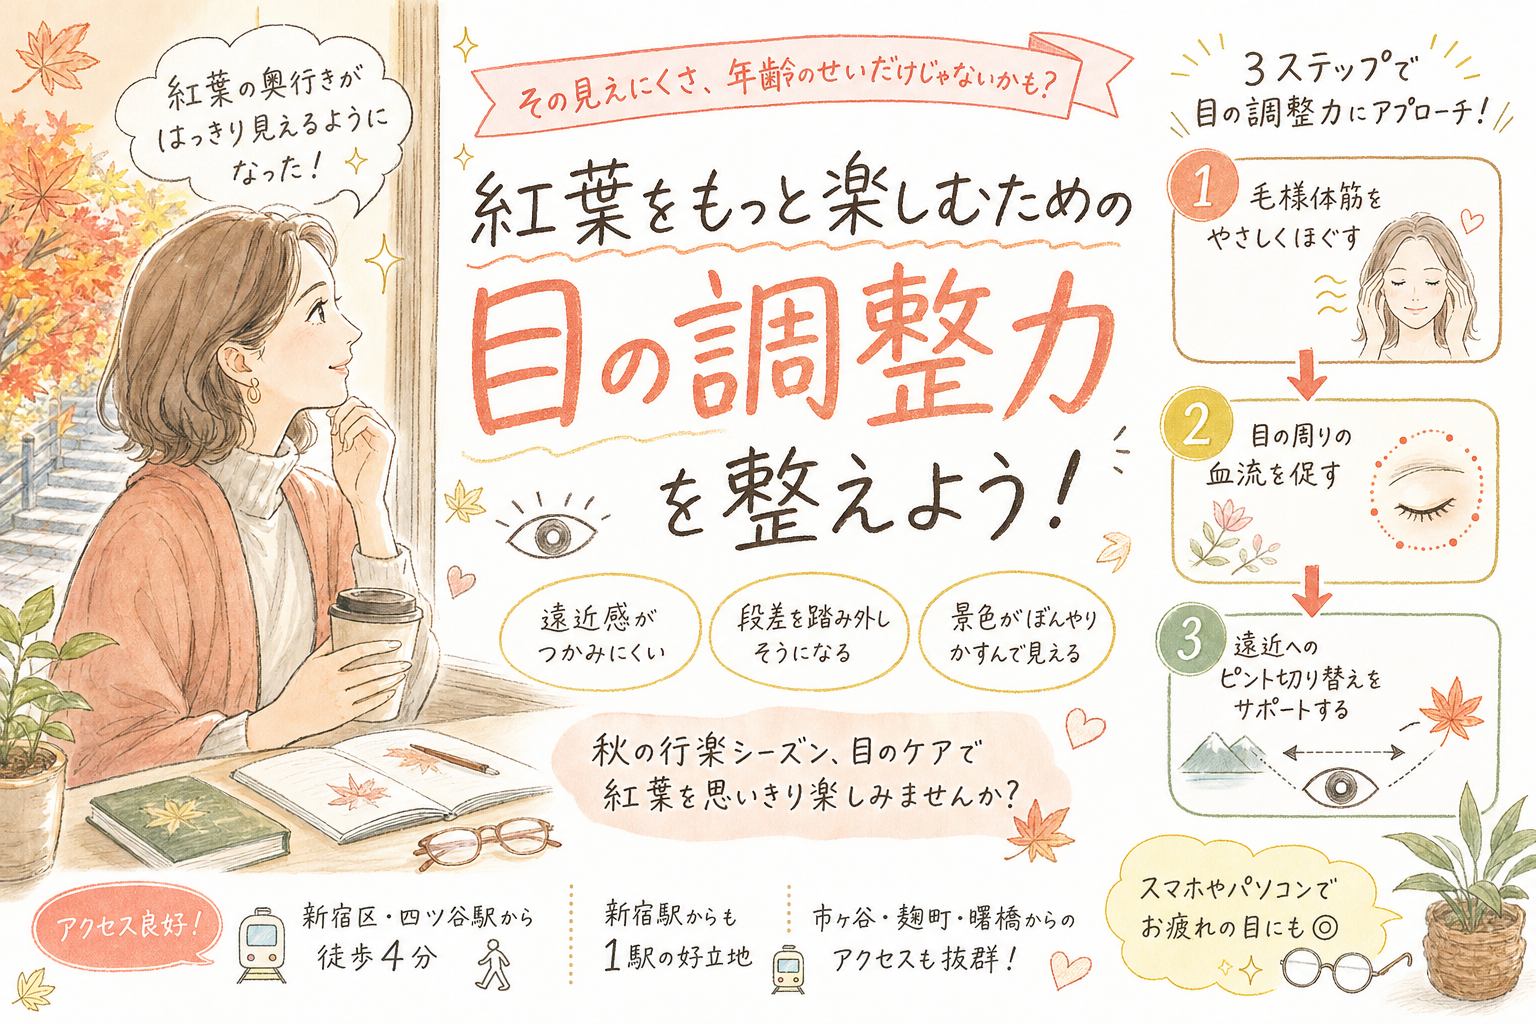 紅葉の奥行きが
はっきり見えるように
なった！
その見えにくさ、年齢のせいだけじゃないかも？
紅葉をもっと楽しむための
目の調整力
を整えよう！
遠近感が
つかみにくい
段差を踏み外し
そうになる
景色がぼんやり
かすんで見える
秋の行楽シーズン、目のケアで
紅葉を思いきり楽しみませんか？
3ステップで
目の調整力にアプローチ！
1
毛様体筋を
やさしくほぐす
2
目の周りの
血流を促す
3
遠近への
ピント切り替えを
サポートする
スマホやパソコンで
お疲れの目にも◎
アクセス良好！
新宿区・四ツ谷駅から
徒歩4分
新宿駅からも
1駅の好立地
市ヶ谷・麹町・曙橋からの
アクセスも抜群！